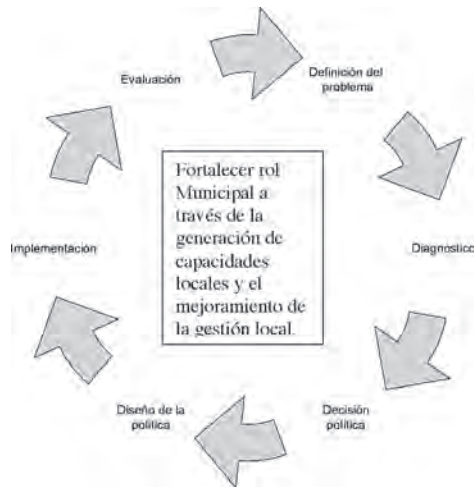 Evaluación
Definición del
problema
Fortalecer rol
Municipal a
través de la
generación de
capacidades
locales y el
mejoramiento de
la gestión local.
Implementación
Diagnostico
Diseño de la
política
Decisión
política